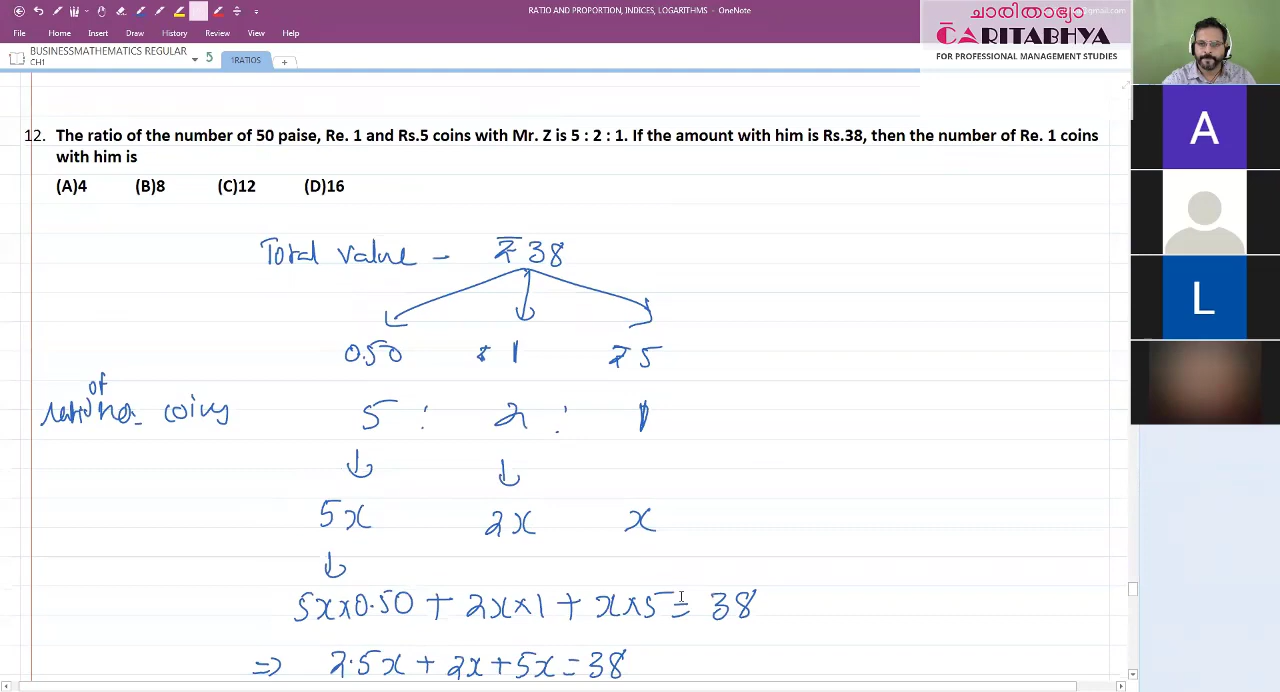 RATIO AND PROPORTION, INDICES, LOGARITHMS - OneNote
@gmail.com
ചാരിതാഭ്യാ
CARITABHYA
FOR PROFESSIONAL MANAGEMENT STUDIES
File Home Insert Draw History Review View Help
BUSINESSMATHEMATICS REGULAR
CH1
5
1RATIOS
12. The ratio of the number of 50 paise, Re. 1 and Rs.5 coins with Mr. Z is 5 : 2 : 1. If the amount with him is Rs.38, then the number of Re. 1 coins
with him is
(A)4 (B)8 (C)12 (D)16
Total value - ₹38
0.50 ₹1 ₹5
ratio of no. coins 5 : 2 : 1
5x 2x x
5x×0.50 + 2x×1 + x×5 = 38
⇒ 2.5x + 2x + 5x = 38
A
L